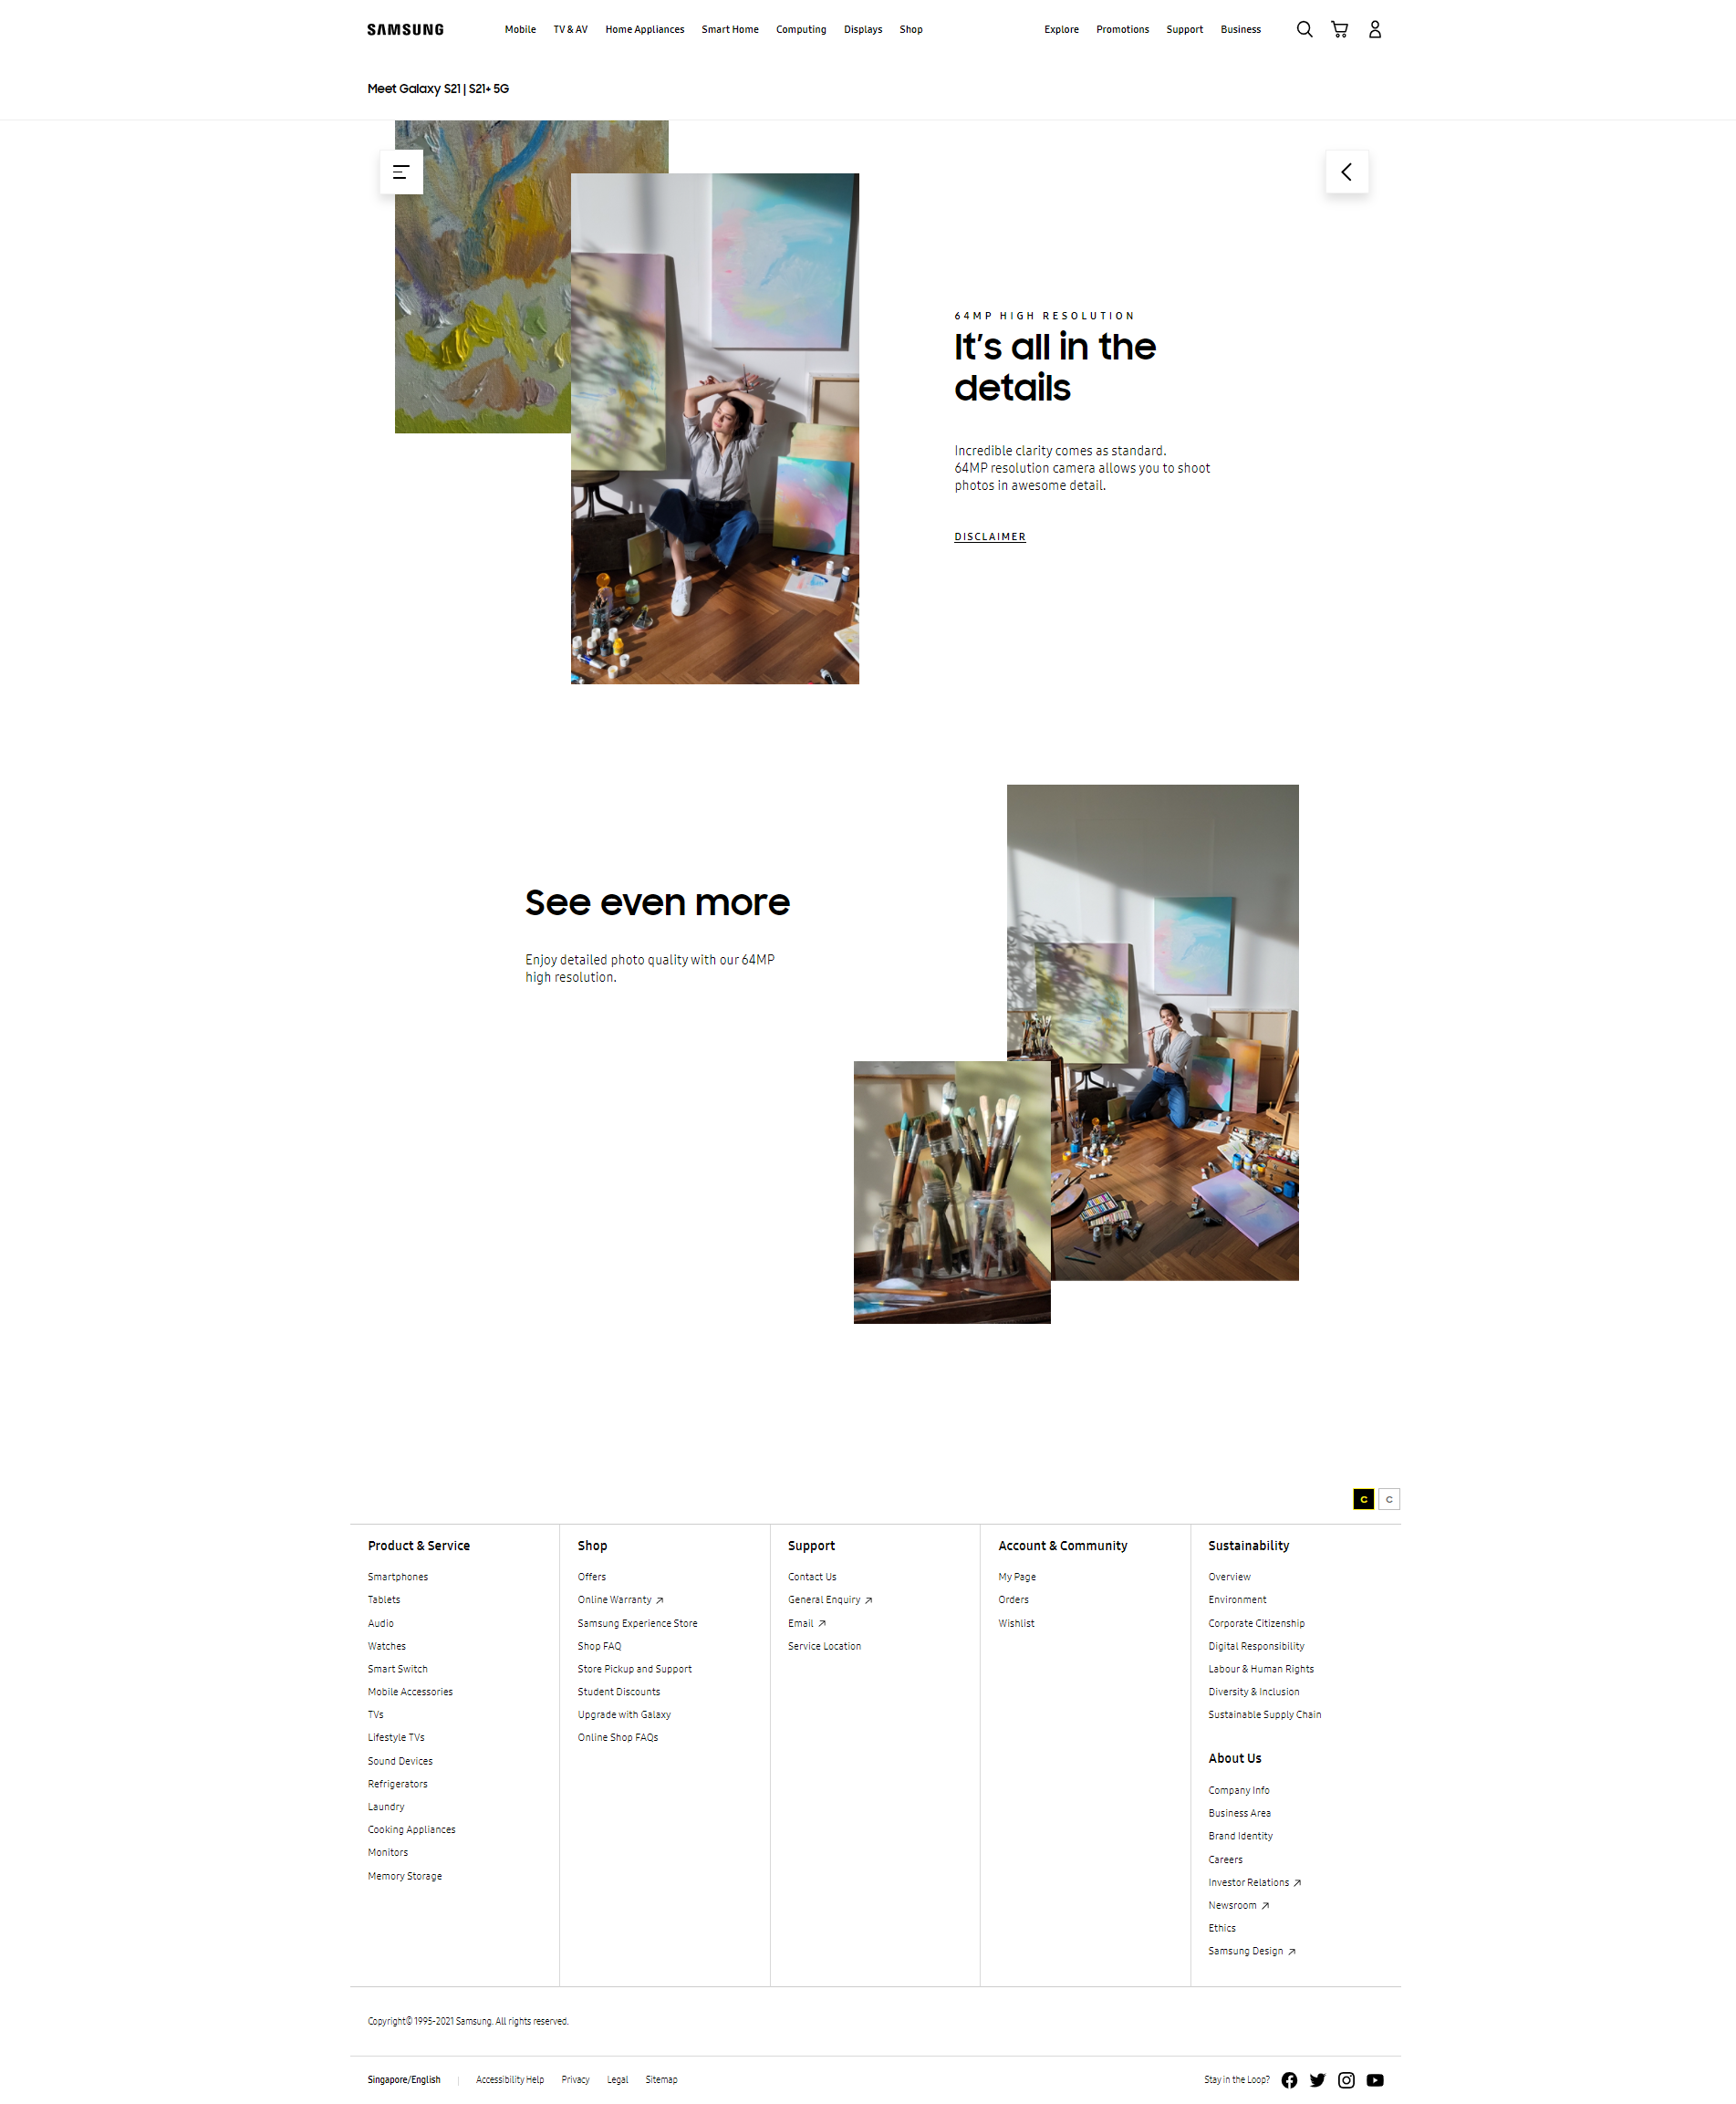 SAMSUNG
Mobile TV & AV Home Appliances Smart Home Computing Displays Shop
Explore Promotions Support Business
Meet Galaxy S21 | S21+ 5G
64MP HIGH RESOLUTION
It's all in the
details
Incredible clarity comes as standard.
64MP resolution camera allows you to shoot
photos in awesome detail.
DISCLAIMER
See even more
Enjoy detailed photo quality with our 64MP
high resolution.
C C
Product & Service
Smartphones
Tablets
Audio
Watches
Smart Switch
Mobile Accessories
TVs
Lifestyle TVs
Sound Devices
Refrigerators
Laundry
Cooking Appliances
Monitors
Memory Storage
Shop
Offers
Online Warranty
Samsung Experience Store
Shop FAQ
Store Pickup and Support
Student Discounts
Upgrade with Galaxy
Online Shop FAQs
Support
Contact Us
General Enquiry
Email
Service Location
Account & Community
My Page
Orders
Wishlist
Sustainability
Overview
Environment
Corporate Citizenship
Digital Responsibility
Labour & Human Rights
Diversity & Inclusion
Sustainable Supply Chain
About Us
Company Info
Business Area
Brand Identity
Careers
Investor Relations
Newsroom
Ethics
Samsung Design
Copyright© 1995-2021 Samsung. All rights reserved.
Singapore/English | Accessibility Help Privacy Legal Sitemap
Stay in the Loop?